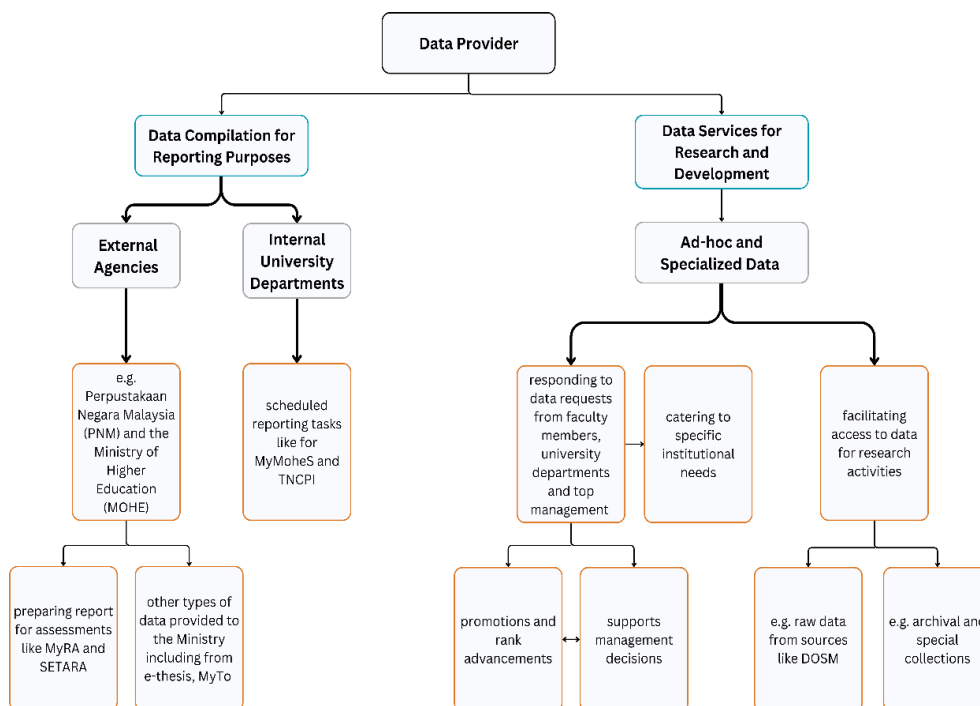 Data Provider
Data Compilation for
Reporting Purposes
Data Services for
Research and
Development
External
Agencies
Internal
University
Departments
Ad-hoc and
Specialized Data
e.g.
Perpustakaan
Negara Malaysia
(PNM) and the
Ministry of
Higher
Education
(MOHE)
scheduled
reporting tasks
like for
MyMoheS and
TNCPI
responding to
data requests
from faculty
members,
university
departments
and top
management
catering to
specific
institutional
needs
facilitating
access to data
for research
activities
preparing report
for assessments
like MyRA and
SETARA
other types of
data provided to
the Ministry
including from
e-thesis, MyTo
promotions and
rank
advancements
supports
management
decisions
e.g. raw data
from sources
like DOSM
e.g. archival and
special
collections